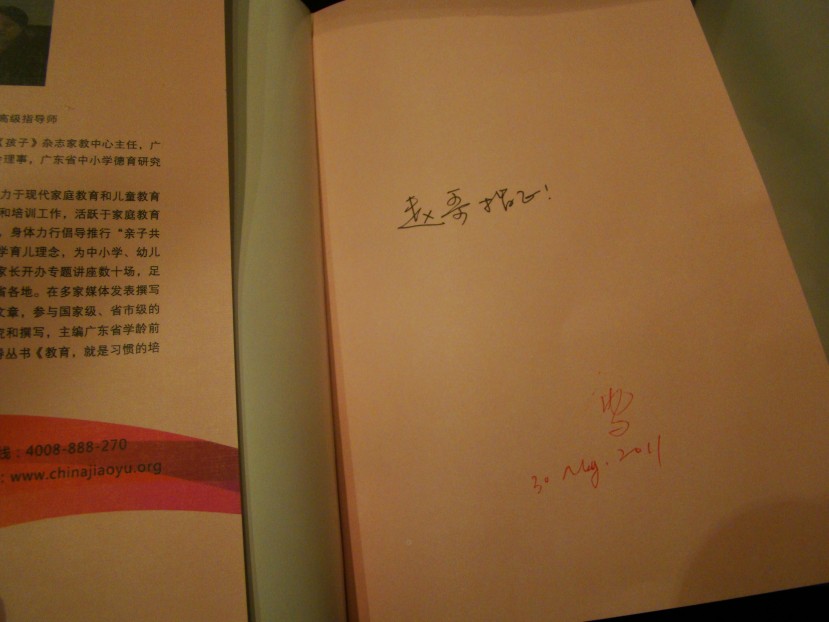 高级指导师
《孩子》杂志家教中心主任，广
理事，广东省中小学德育研究
力于现代家庭教育和儿童教育
和培训工作，活跃于家庭教育
，身体力行倡导推行“亲子共
学育儿理念，为中小学、幼儿
家长开办专题讲座数十场，足
省各地。在多家媒体发表撰写
文章，参与国家级、省市级的
究和撰写，主编广东省学龄前
丛书《教育，就是习惯的培
线：4008-888-270
：www.chinajiaoyu.org
赵哥指正！
30 Aug. 2011